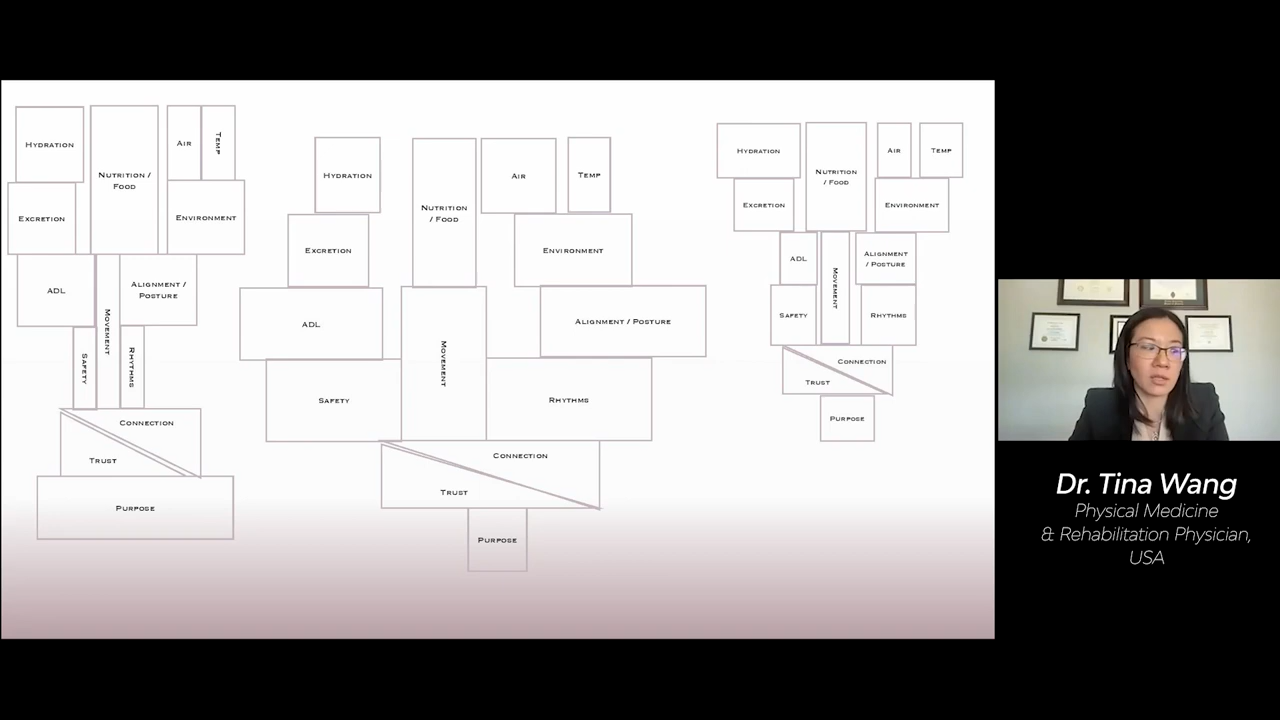 HYDRATION
NUTRITION /
FOOD
AIR
TEMP
EXCRETION
ENVIRONMENT
ADL
MOVEMENT
ALIGNMENT /
POSTURE
SAFETY
RHYTHMS
CONNECTION
TRUST
PURPOSE
HYDRATION
NUTRITION
/ FOOD
AIR
TEMP
EXCRETION
ENVIRONMENT
ADL
MOVEMENT
ALIGNMENT / POSTURE
SAFETY
RHYTHMS
CONNECTION
TRUST
PURPOSE
HYDRATION
NUTRITION
/ FOOD
AIR
TEMP
EXCRETION
ENVIRONMENT
ADL
MOVEMENT
ALIGNMENT
/ POSTURE
SAFETY
RHYTHMS
CONNECTION
TRUST
PURPOSE
Dr. Tina Wang
Physical Medicine
& Rehabilitation Physician,
USA